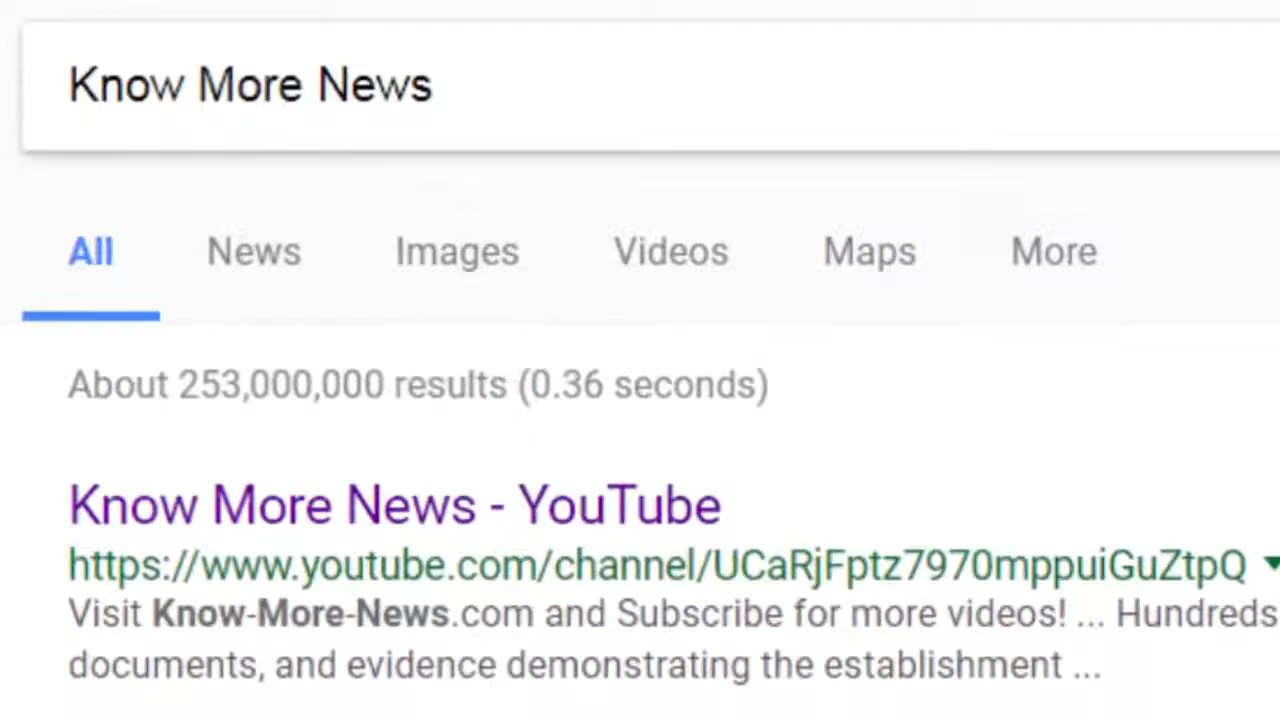 Know More News
All News Images Videos Maps More
About 253,000,000 results (0.36 seconds)
Know More News - YouTube
https://www.youtube.com/channel/UCaRjFptz7970mppuiGuZtpQ
Visit Know-More-News.com and Subscribe for more videos! ... Hundreds
documents, and evidence demonstrating the establishment ...